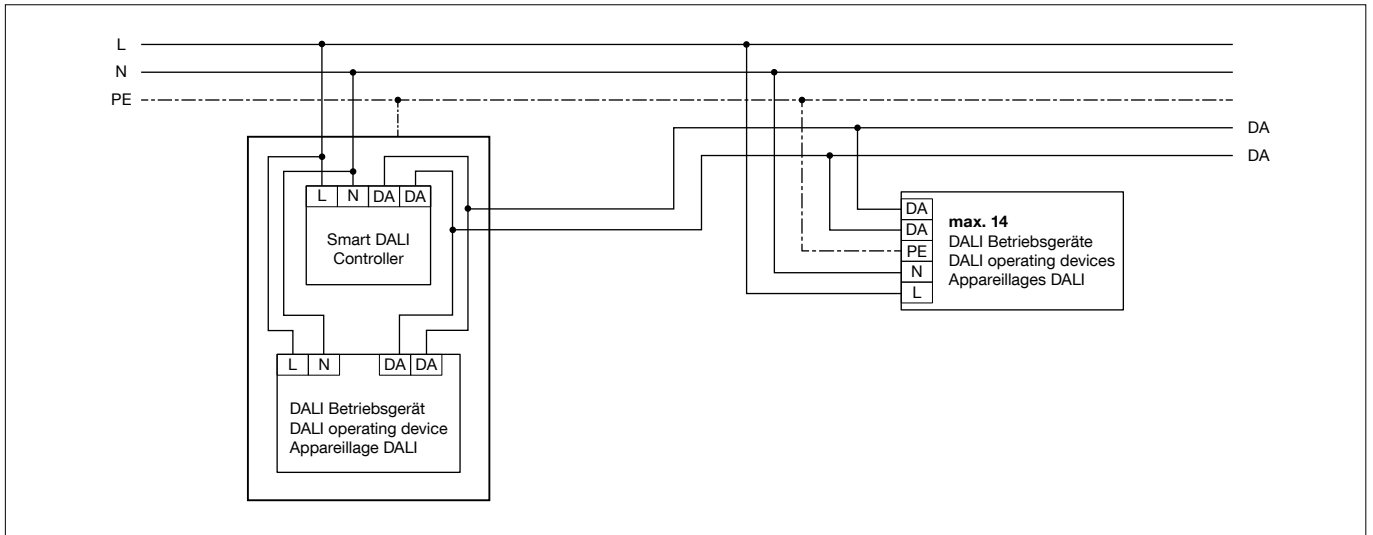 L
N
PE
DA
DA
L N DA DA
Smart DALI
Controller
DA
DA
PE
N
L
max. 14
DALI Betriebsgeräte
DALI operating devices
Appareillages DALI
L N DA DA
DALI Betriebsgerät
DALI operating device
Appareillage DALI